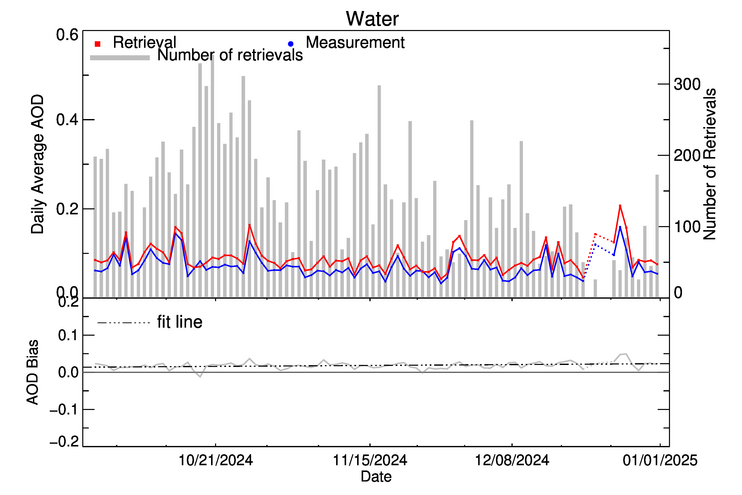 Water
Retrieval Measurement
Number of retrievals
0.6
0.4
0.2
0.0
Daily Average AOD
300
200
100
0
Number of Retrievals
fit line
0.2
0.1
0.0
−0.1
−0.2
AOD Bias
10/21/2024 11/15/2024 12/08/2024 01/01/2025
Date